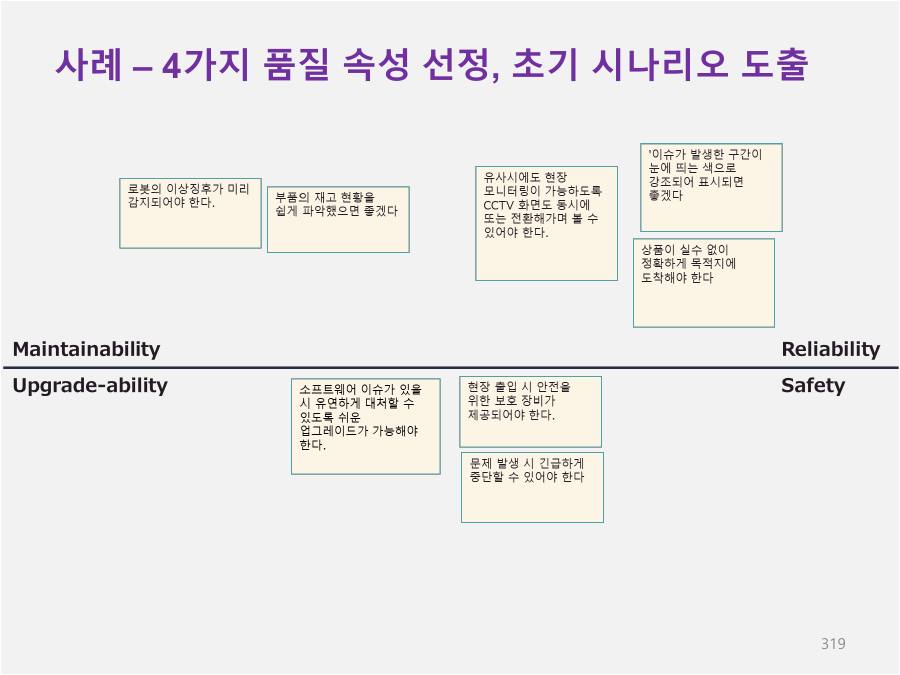 사례 – 4가지 품질 속성 선정, 초기 시나리오 도출
로봇의 이상징후가 미리
감지되어야 한다.
부품의 재고 현황을
쉽게 파악했으면 좋겠다
유사시에도 현장
모니터링이 가능하도록
CCTV 화면도 동시에
또는 전환해가며 볼 수
있어야 한다.
'이슈가 발생한 구간이
눈에 띄는 색으로
강조되어 표시되면
좋겠다
상품이 실수 없이
정확하게 목적지에
도착해야 한다
Maintainability
Reliability
Upgrade-ability
Safety
소프트웨어 이슈가 있을
시 유연하게 대처할 수
있도록 쉬운
업그레이드가 가능해야
한다.
현장 출입 시 안전을
위한 보호 장비가
제공되어야 한다.
문제 발생 시 긴급하게
중단할 수 있어야 한다
319